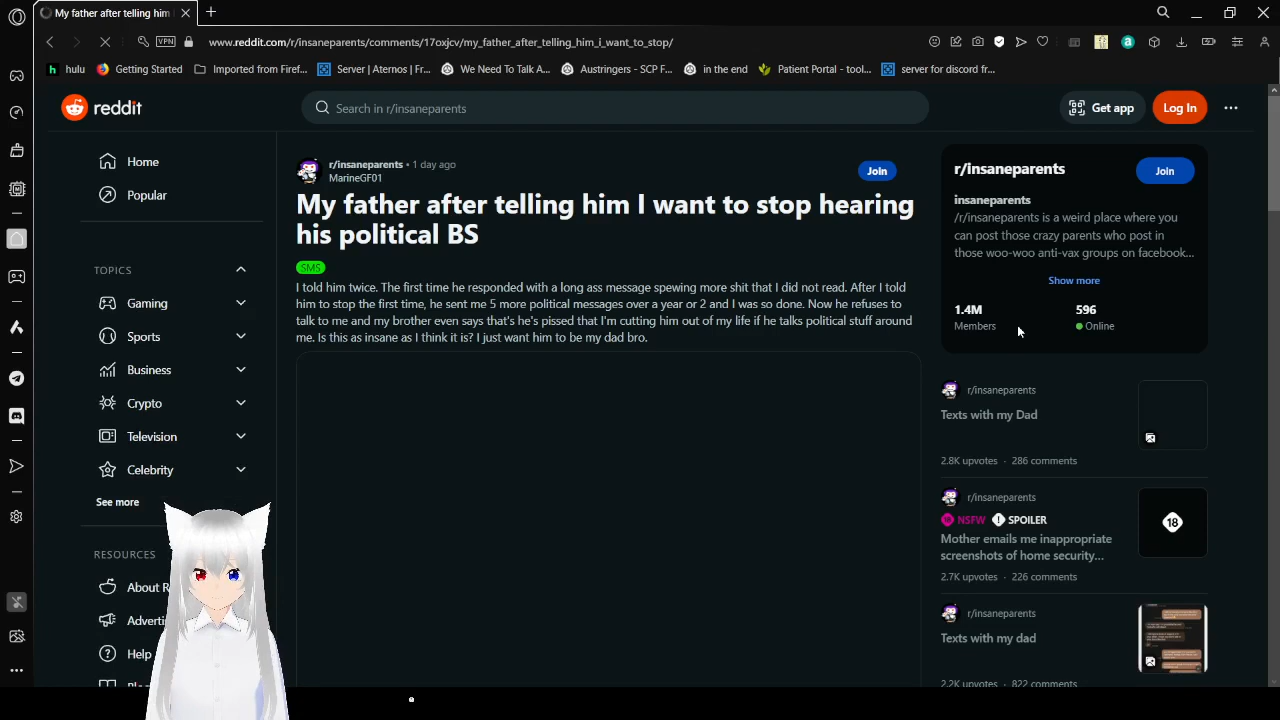 My father after telling him
VPN
www.reddit.com/r/insaneparents/comments/17oxjcv/my_father_after_telling_him_i_want_to_stop/
hulu
Getting Started
Imported from Firef...
Server | Aternos | Fr...
We Need To Talk A...
Austringers - SCP F...
in the end
Patient Portal - tool...
server for discord fr...
reddit
Search in r/insaneparents
Get app
Log In
Home
Popular
TOPICS
Gaming
Sports
Business
Crypto
Television
Celebrity
See more
RESOURCES
About R
Adverti
Help
r/insaneparents • 1 day ago
MarineGF01
Join
My father after telling him I want to stop hearing
his political BS
SMS
I told him twice. The first time he responded with a long ass message spewing more shit that I did not read. After I told
him to stop the first time, he sent me 5 more political messages over a year or 2 and I was so done. Now he refuses to
talk to me and my brother even says that's he's pissed that I'm cutting him out of my life if he talks political stuff around
me. Is this as insane as I think it is? I just want him to be my dad bro.
r/insaneparents
Join
insaneparents
/r/insaneparents is a weird place where you
can post those crazy parents who post in
those woo-woo anti-vax groups on facebook...
Show more
1.4M
Members
596
Online
r/insaneparents
Texts with my Dad
2.8K upvotes · 286 comments
r/insaneparents
NSFW SPOILER
18
Mother emails me inappropriate
screenshots of home security...
2.7K upvotes · 226 comments
r/insaneparents
Texts with my dad
2.2K upvotes · 822 comments